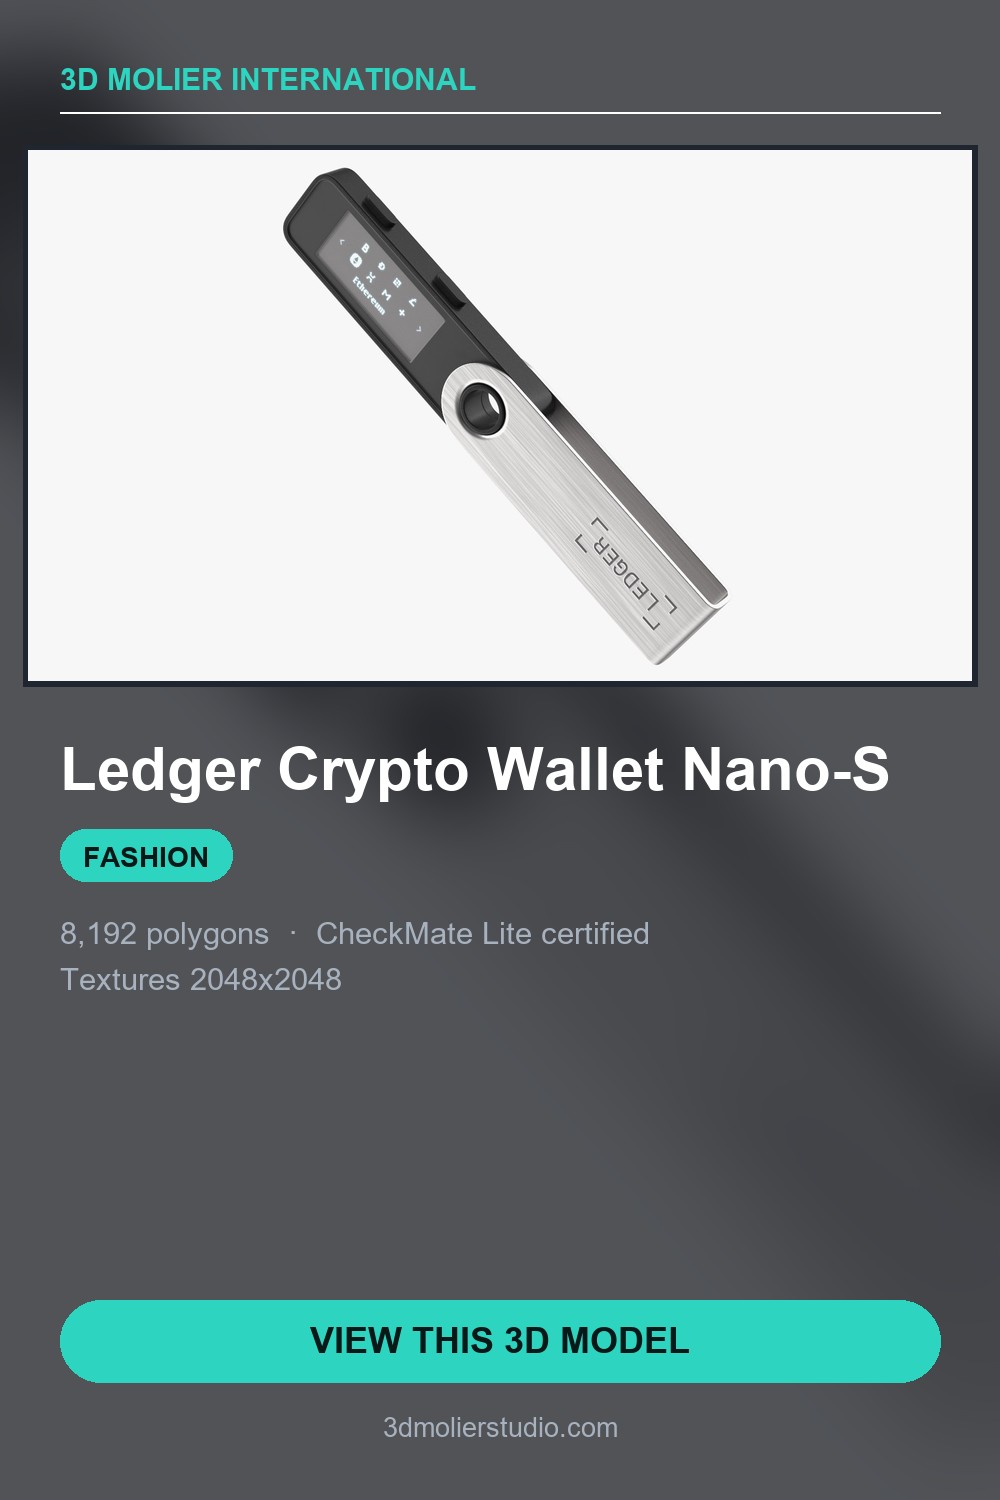 3D MOLIER INTERNATIONAL
Ethereum
LEDGER
Ledger Crypto Wallet Nano-S
FASHION
8,192 polygons · CheckMate Lite certified
Textures 2048x2048
VIEW THIS 3D MODEL
3dmolierstudio.com